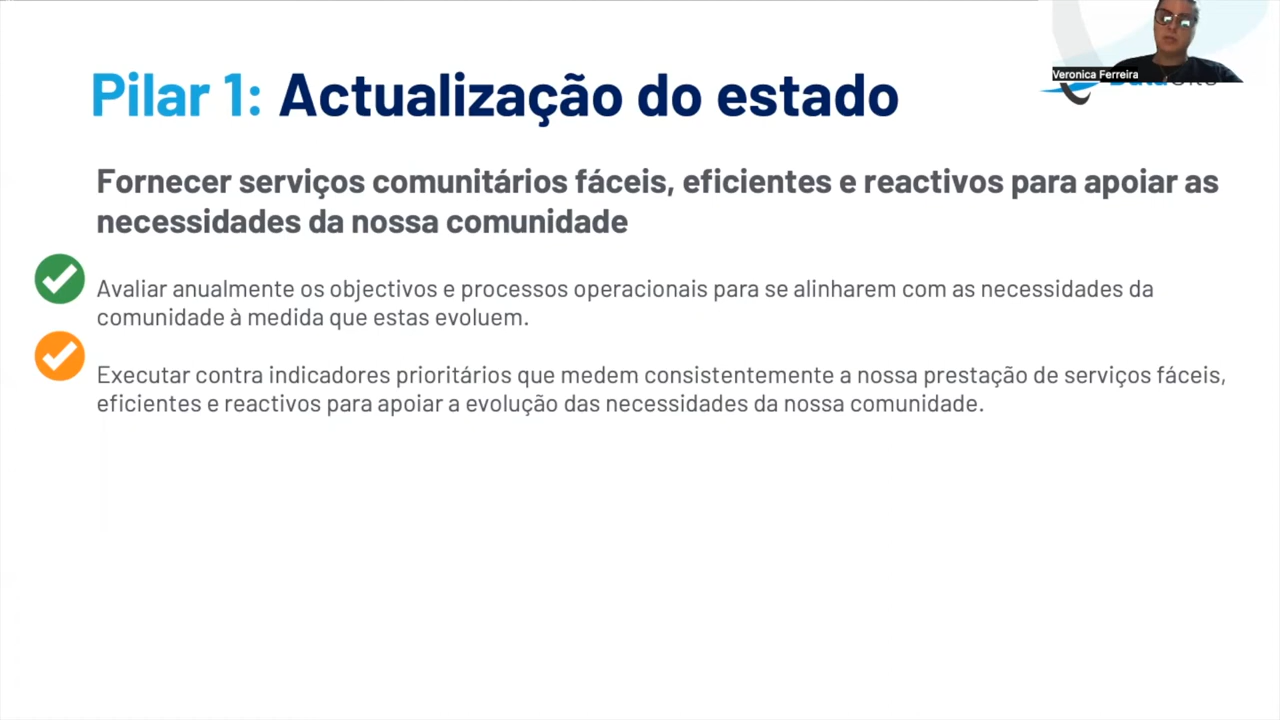 Veronica Ferreira
Pilar 1: Actualização do estado
Fornecer serviços comunitários fáceis, eficientes e reactivos para apoiar as
necessidades da nossa comunidade
Avaliar anualmente os objectivos e processos operacionais para se alinharem com as necessidades da
comunidade à medida que estas evoluem.
Executar contra indicadores prioritários que medem consistentemente a nossa prestação de serviços fáceis,
eficientes e reactivos para apoiar a evolução das necessidades da nossa comunidade.